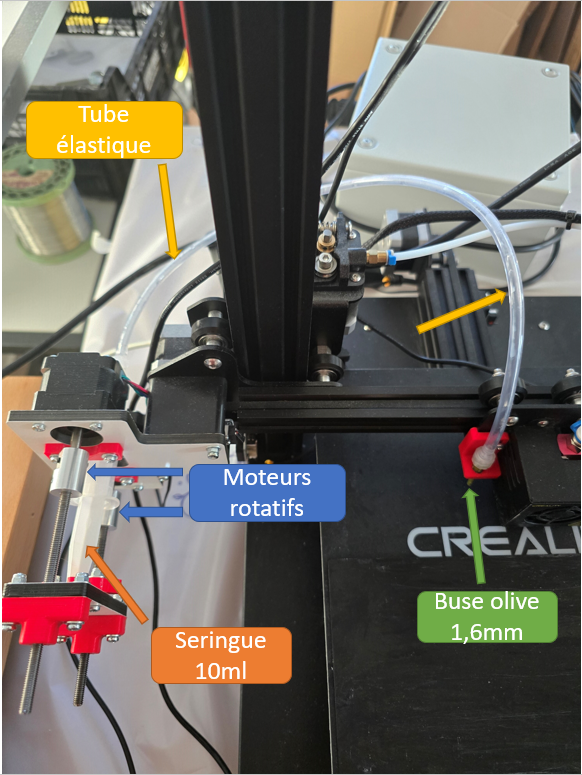 Tube
élastique
Moteurs
rotatifs
CREALI
Buse olive
1,6mm
Seringue
10ml